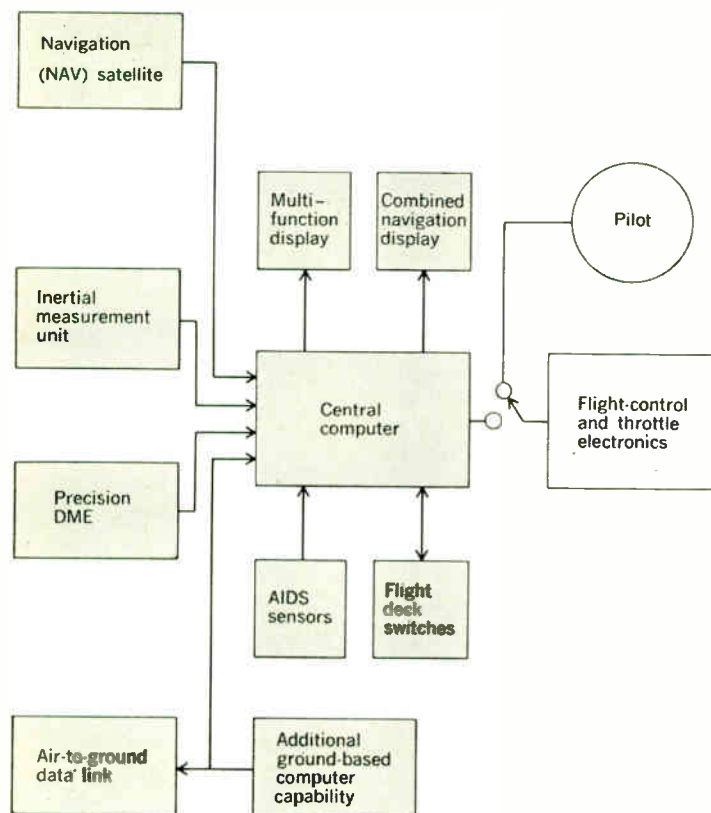 Navigation
(NAV) satellite
Multi-
function
display
Combined
navigation
display
Pilot
Inertial
measurement
unit
Central
computer
Flight-control
and throttle
electronics
Precision
DME
AIDS
sensors
Flight
deck
switches
Air-to-ground
data link
Additional
ground-based
computer
capability